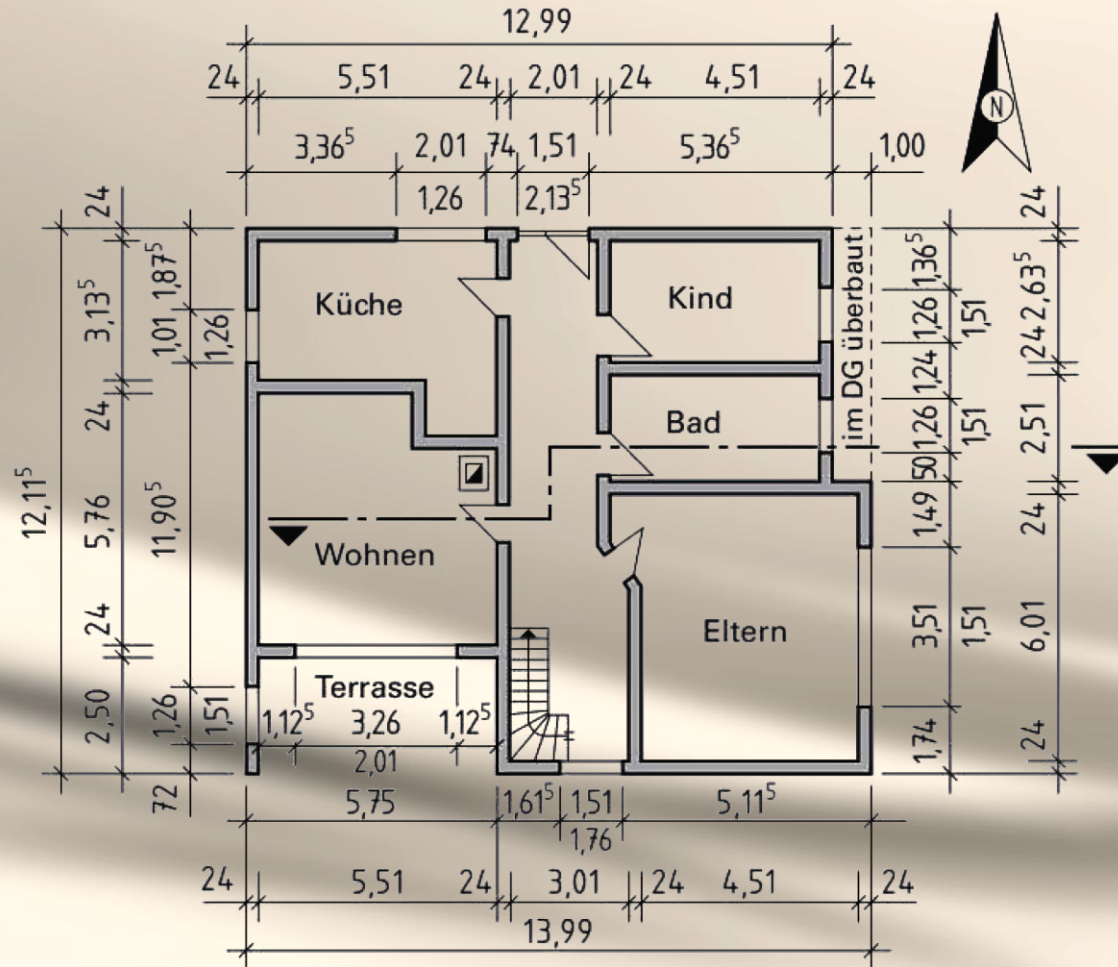 12,99
24 5,51 24 2,01 24 4,51 24
3,36⁵ 2,01 74 1,51 5,36⁵ 1,00
1,26 2,13⁵
N
24
3,13⁵
24
5,76
24
2,50
12,11⁵
1,87⁵
1,01
1,26
11,90⁵
1,26
1,51
72
Küche
Kind
Bad
Wohnen
Eltern
Terrasse
im DG überbaut
1,12⁵ 3,26 1,12⁵
2,01
1,36⁵
1,26
1,51
1,24
1,26
1,51
50
1,49
3,51
1,51
1,74
24
2,63⁵
24
2,51
24
6,01
24
5,75 1,61⁵ 1,51 5,11⁵
1,76
24 5,51 24 3,01 24 4,51 24
13,99